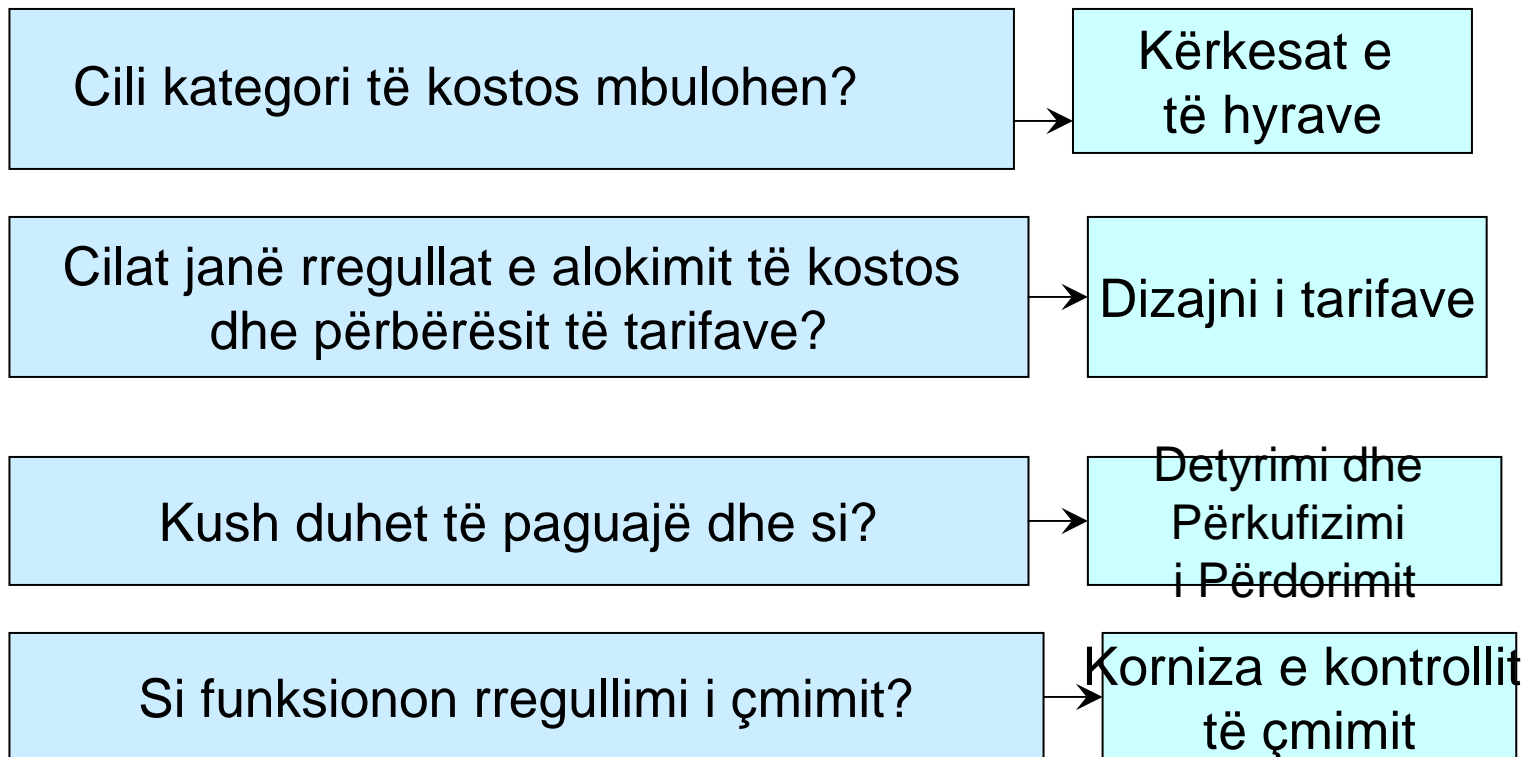 Cili kategori të kostos mbulohen?
Kërkesat e
të hyrave
Cilat janë rregullat e alokimit të kostos
dhe përbërësit të tarifave?
Dizajni i tarifave
Kush duhet të paguajë dhe si?
Detyrimi dhe
Përkufizimi
i Përdorimit
Si funksionon rregullimi i çmimit?
Korniza e kontrollit
të çmimit